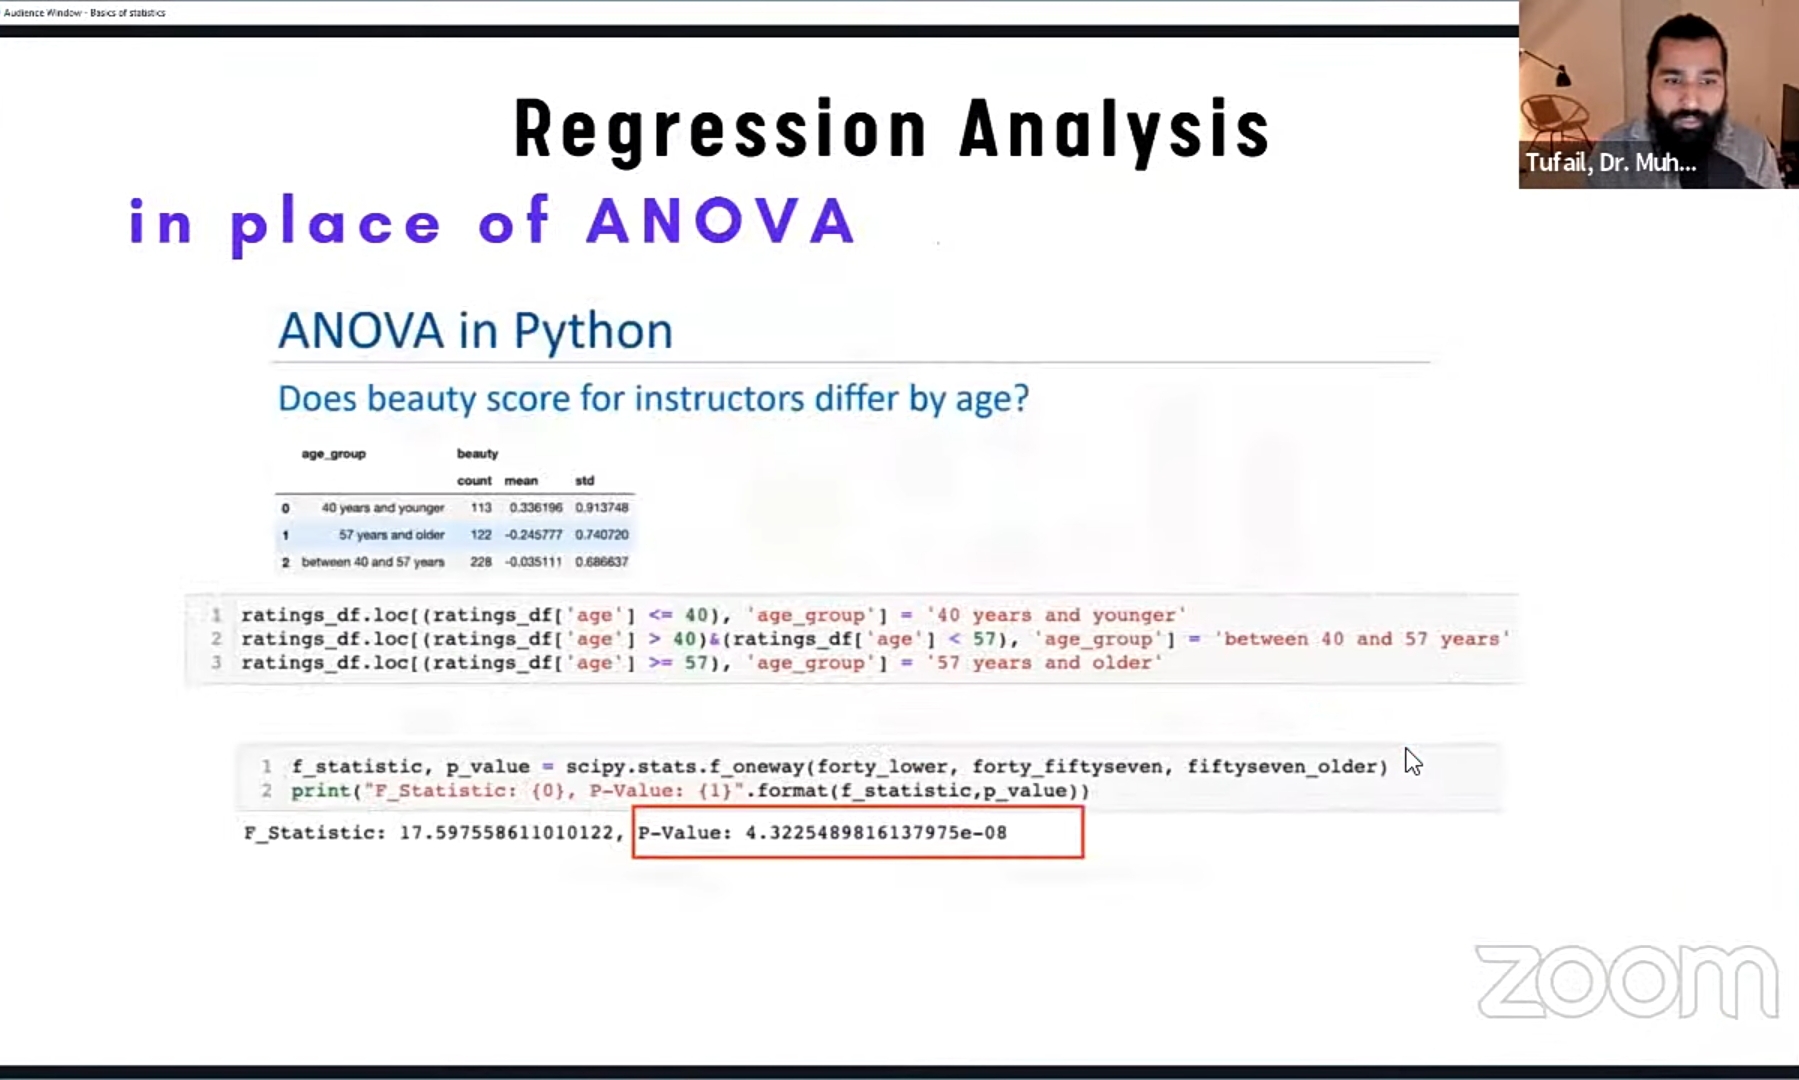 Audience Window - Basics of statistics
Tufail, Dr. Muh...
Regression Analysis
in place of ANOVA
ANOVA in Python
Does beauty score for instructors differ by age?
age_group beauty
count mean std
0 40 years and younger 113 0.336196 0.913748
1 57 years and older 122 -0.245777 0.740720
2 between 40 and 57 years 228 -0.035111 0.686637
1 ratings_df.loc[(ratings_df['age'] <= 40), 'age_group'] = '40 years and younger'
2 ratings_df.loc[(ratings_df['age'] > 40)&(ratings_df['age'] < 57), 'age_group'] = 'between 40 and 57 years'
3 ratings_df.loc[(ratings_df['age'] >= 57), 'age_group'] = '57 years and older'
1 f_statistic, p_value = scipy.stats.f_oneway(forty_lower, forty_fiftyseven, fiftyseven_older)
2 print("F_Statistic: {0}, P-Value: {1}".format(f_statistic,p_value))
F_Statistic: 17.597558611010122, P-Value: 4.3225489816137975e-08
zoom